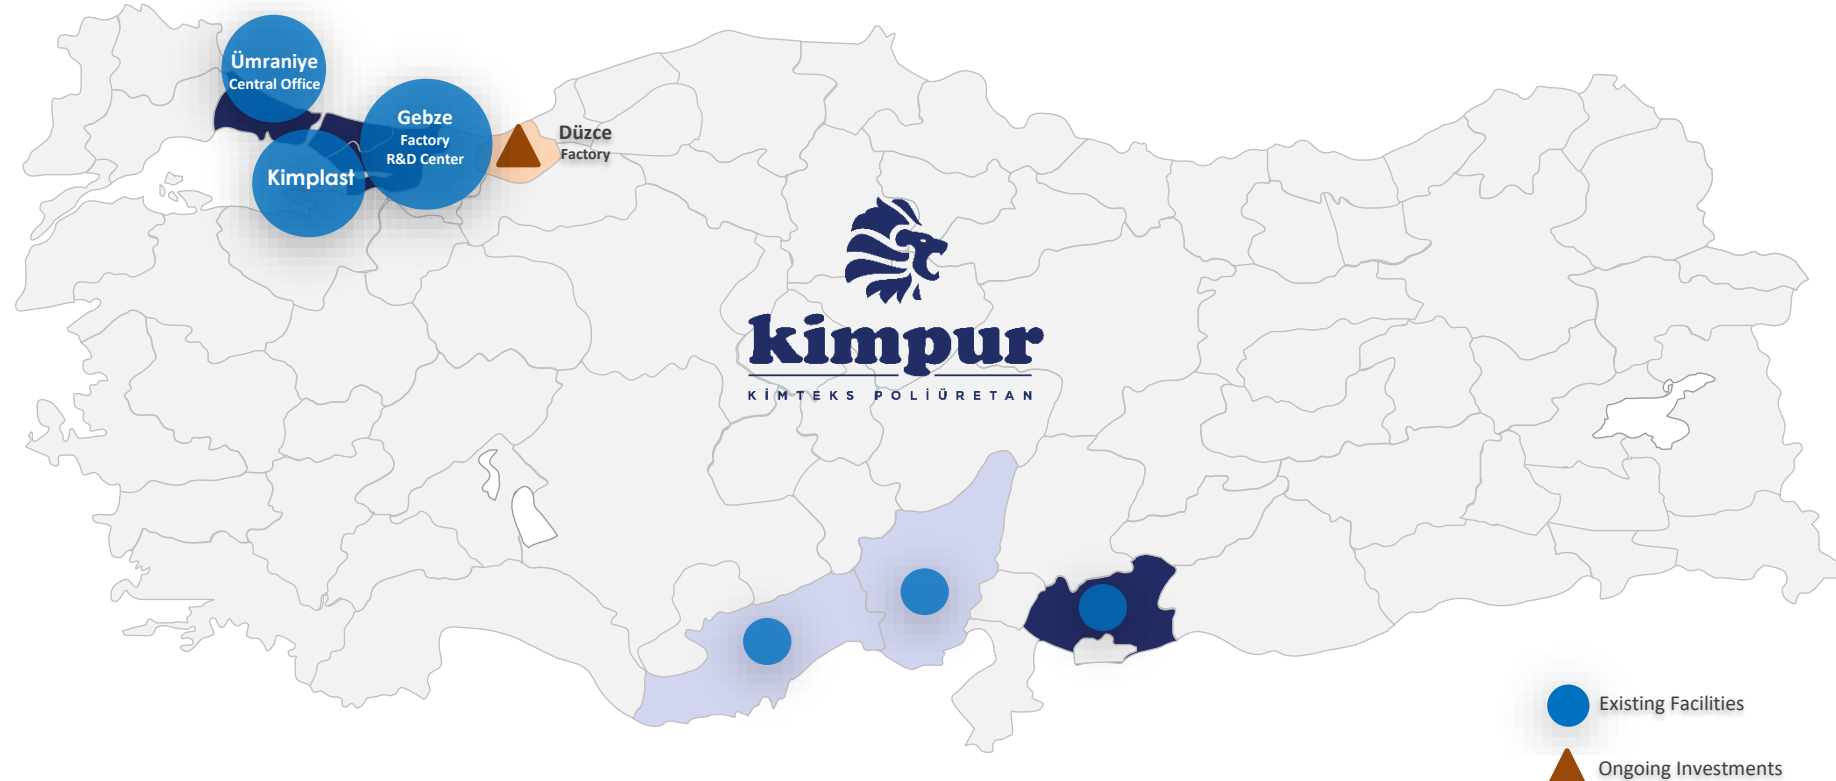 Ümraniye
Central Office
Gebze
Factory
R&D Center
Düzce
Factory
Kimplast
kimpur
KİMTEKS POLİÜRETAN
Existing Facilities
Ongoing Investments